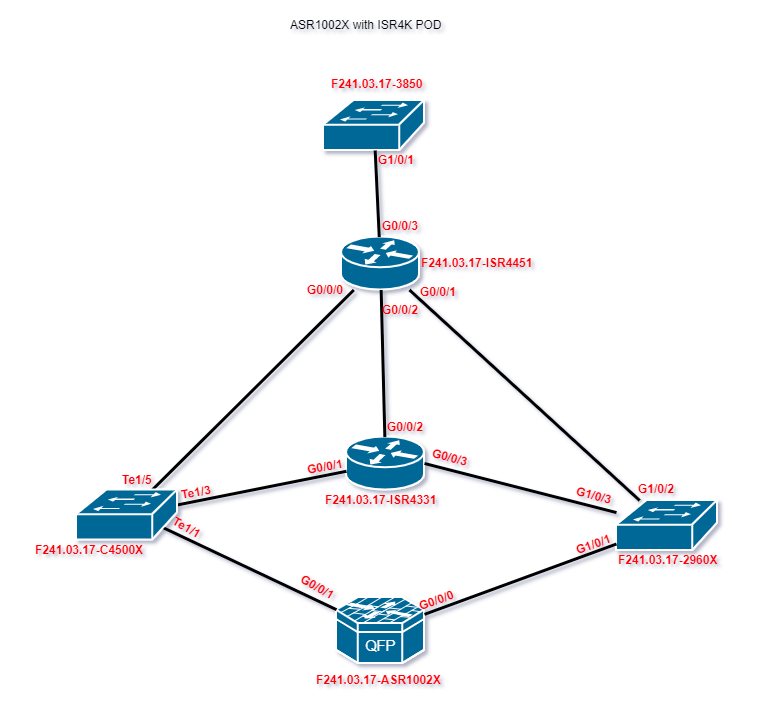 ASR1002X with ISR4K POD
F241.03.17-3850
G1/0/1
G0/0/3
F241.03.17-ISR4451
G0/0/0
G0/0/1
G0/0/2
G0/0/2
G0/0/1
G0/0/3
Te1/5
Te1/3
F241.03.17-ISR4331
G1/0/3
G1/0/2
Te1/1
F241.03.17-C4500X
G1/0/1
F241.03.17-2960X
G0/0/1
G0/0/0
QFP
F241.03.17-ASR1002X